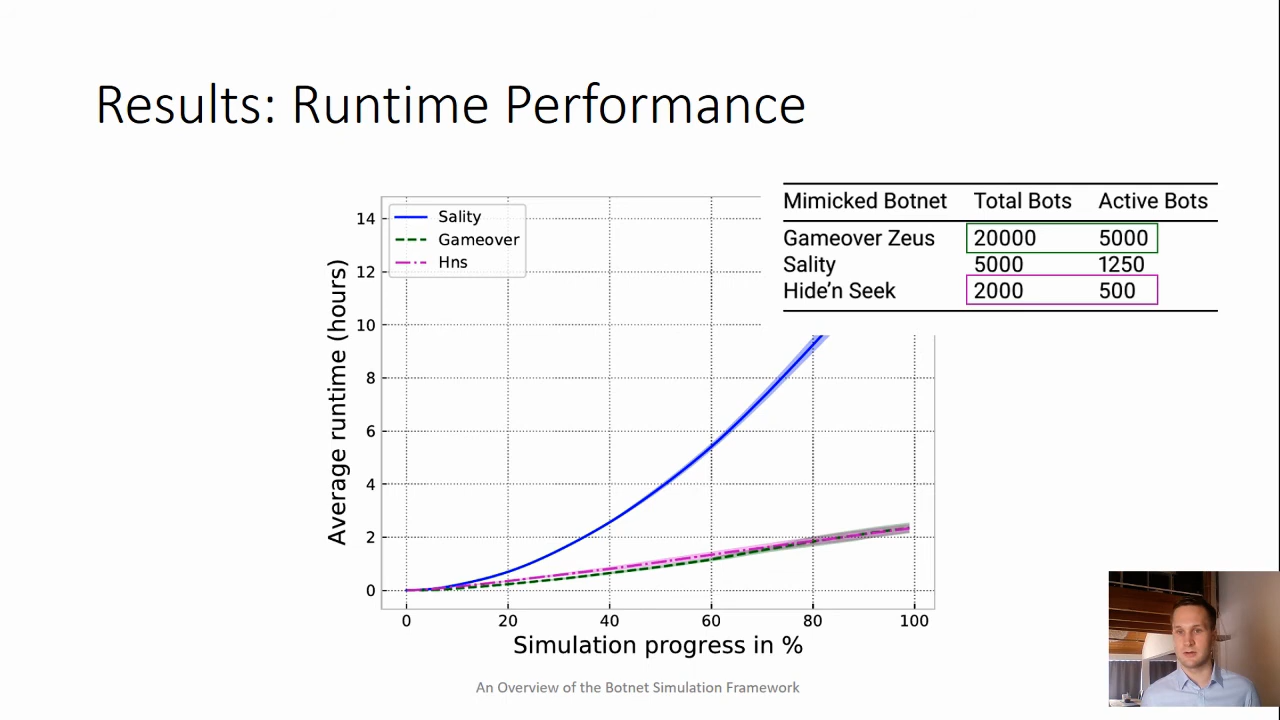 Results: Runtime Performance
Mimicked Botnet Total Bots Active Bots
Gameover Zeus 20000 5000
Sality 5000 1250
Hide'n Seek 2000 500
Sality
Gameover
Hns
Average runtime (hours)
14
12
10
8
6
4
2
0
0 20 40 60 80 100
Simulation progress in %
An Overview of the Botnet Simulation Framework